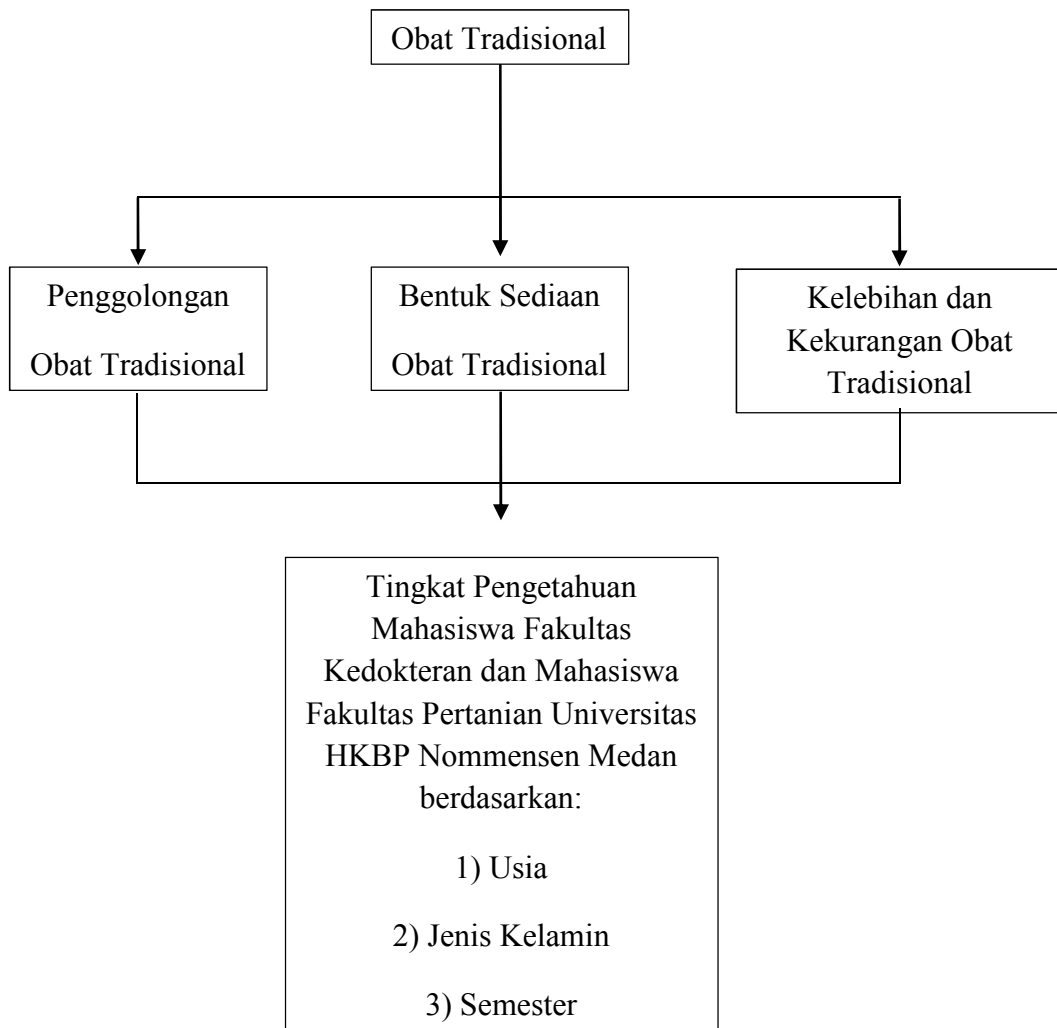 Obat Tradisional
Penggolongan
Obat Tradisional
Bentuk Sediaan
Obat Tradisional
Kelebihan dan
Kekurangan Obat
Tradisional
Tingkat Pengetahuan
Mahasiswa Fakultas
Kedokteran dan Mahasiswa
Fakultas Pertanian Universitas
HKBP Nommensen Medan
berdasarkan:
1) Usia
2) Jenis Kelamin
3) Semester